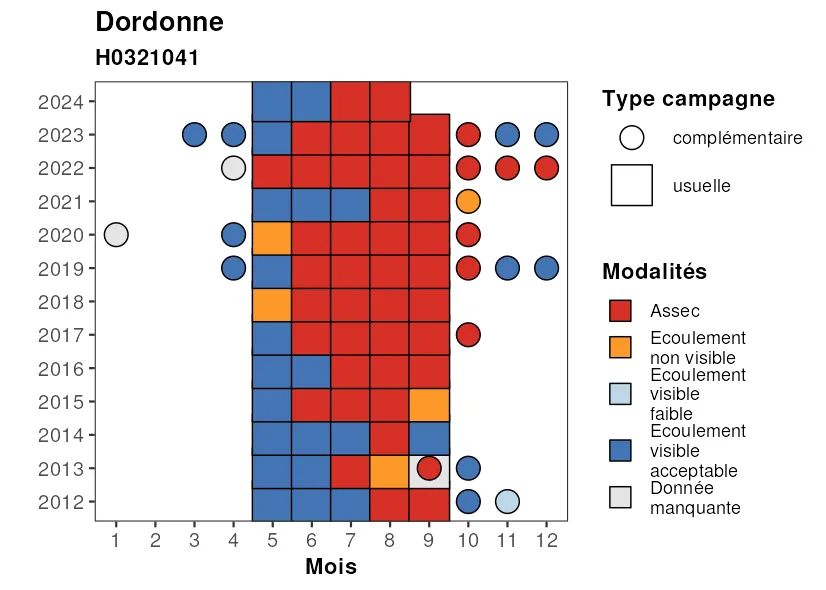 Dordonne
H0321041
2024
2023
2022
2021
2020
2019
2018
2017
2016
2015
2014
2013
2012
1 2 3 4 5 6 7 8 9 10 11 12
Mois
Type campagne
complémentaire
usuelle
Modalités
Assec
Ecoulement
non visible
Ecoulement
visible
faible
Ecoulement
visible
acceptable
Donnée
manquante